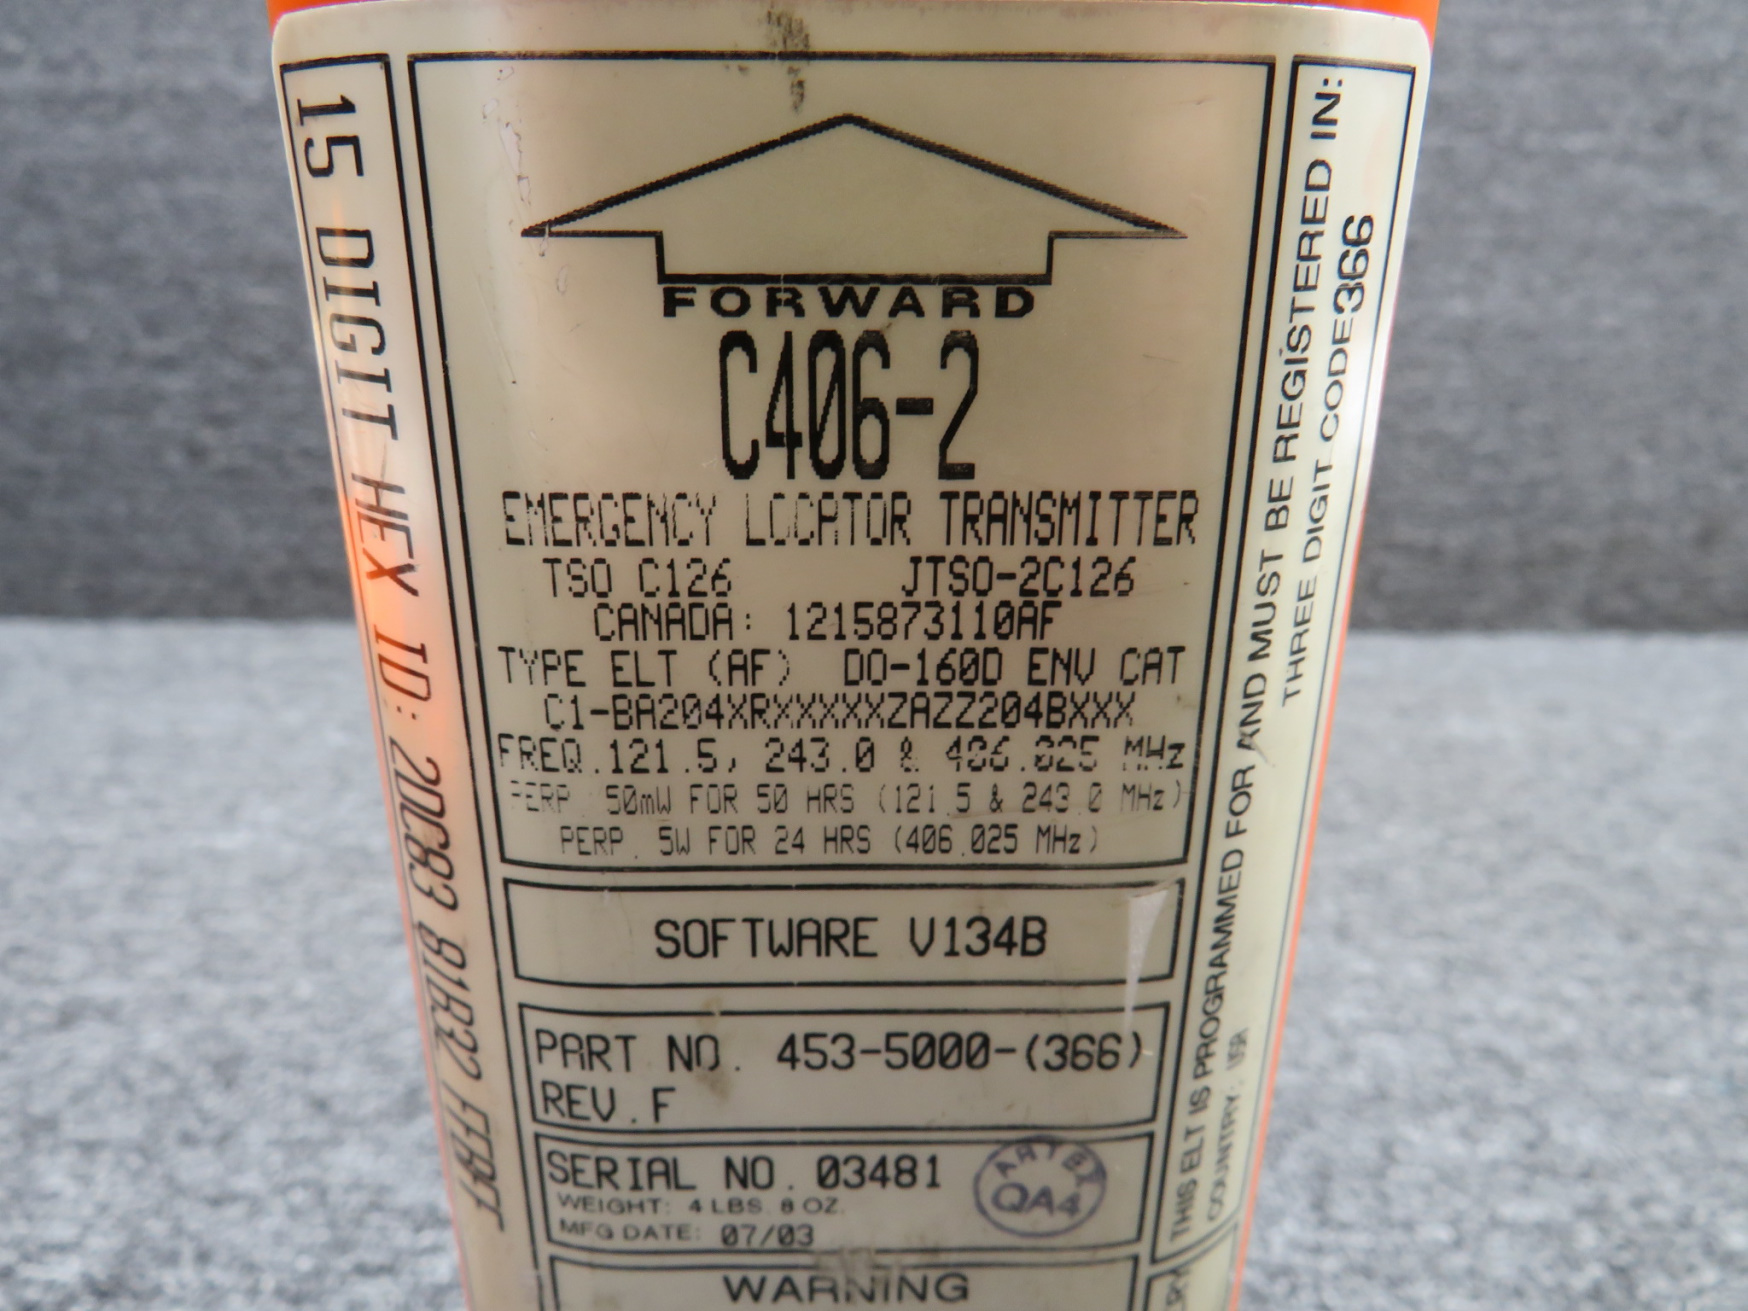 15 DIGIT HEX ID: 2DC83 81B32 FFBFF
FORWARD
C406-2
EMERGENCY LOCATOR TRANSMITTER
TSO C126 JTSO-2C126
CANADA: 1215873110AF
TYPE ELT (AF) DO-160D ENV CAT
C1-BA204XRXXXXXZAZZ204BXXX
FREQ.121.5, 243.0 & 406.025 MHz
PERP. 50mW FOR 50 HRS (121.5 & 243.0 MHz)
PERP. 5W FOR 24 HRS (406.025 MHz)
SOFTWARE V134B
PART NO. 453-5000-(366)
REV.F
SERIAL NO. 03481
WEIGHT: 4 LBS. 8 OZ.
MFG DATE: 07/03
ARTEX
QA4
WARNING
THIS ELT IS PROGRAMMED FOR AND MUST BE REGISTERED IN:
COUNTRY: USA THREE DIGIT CODE 366